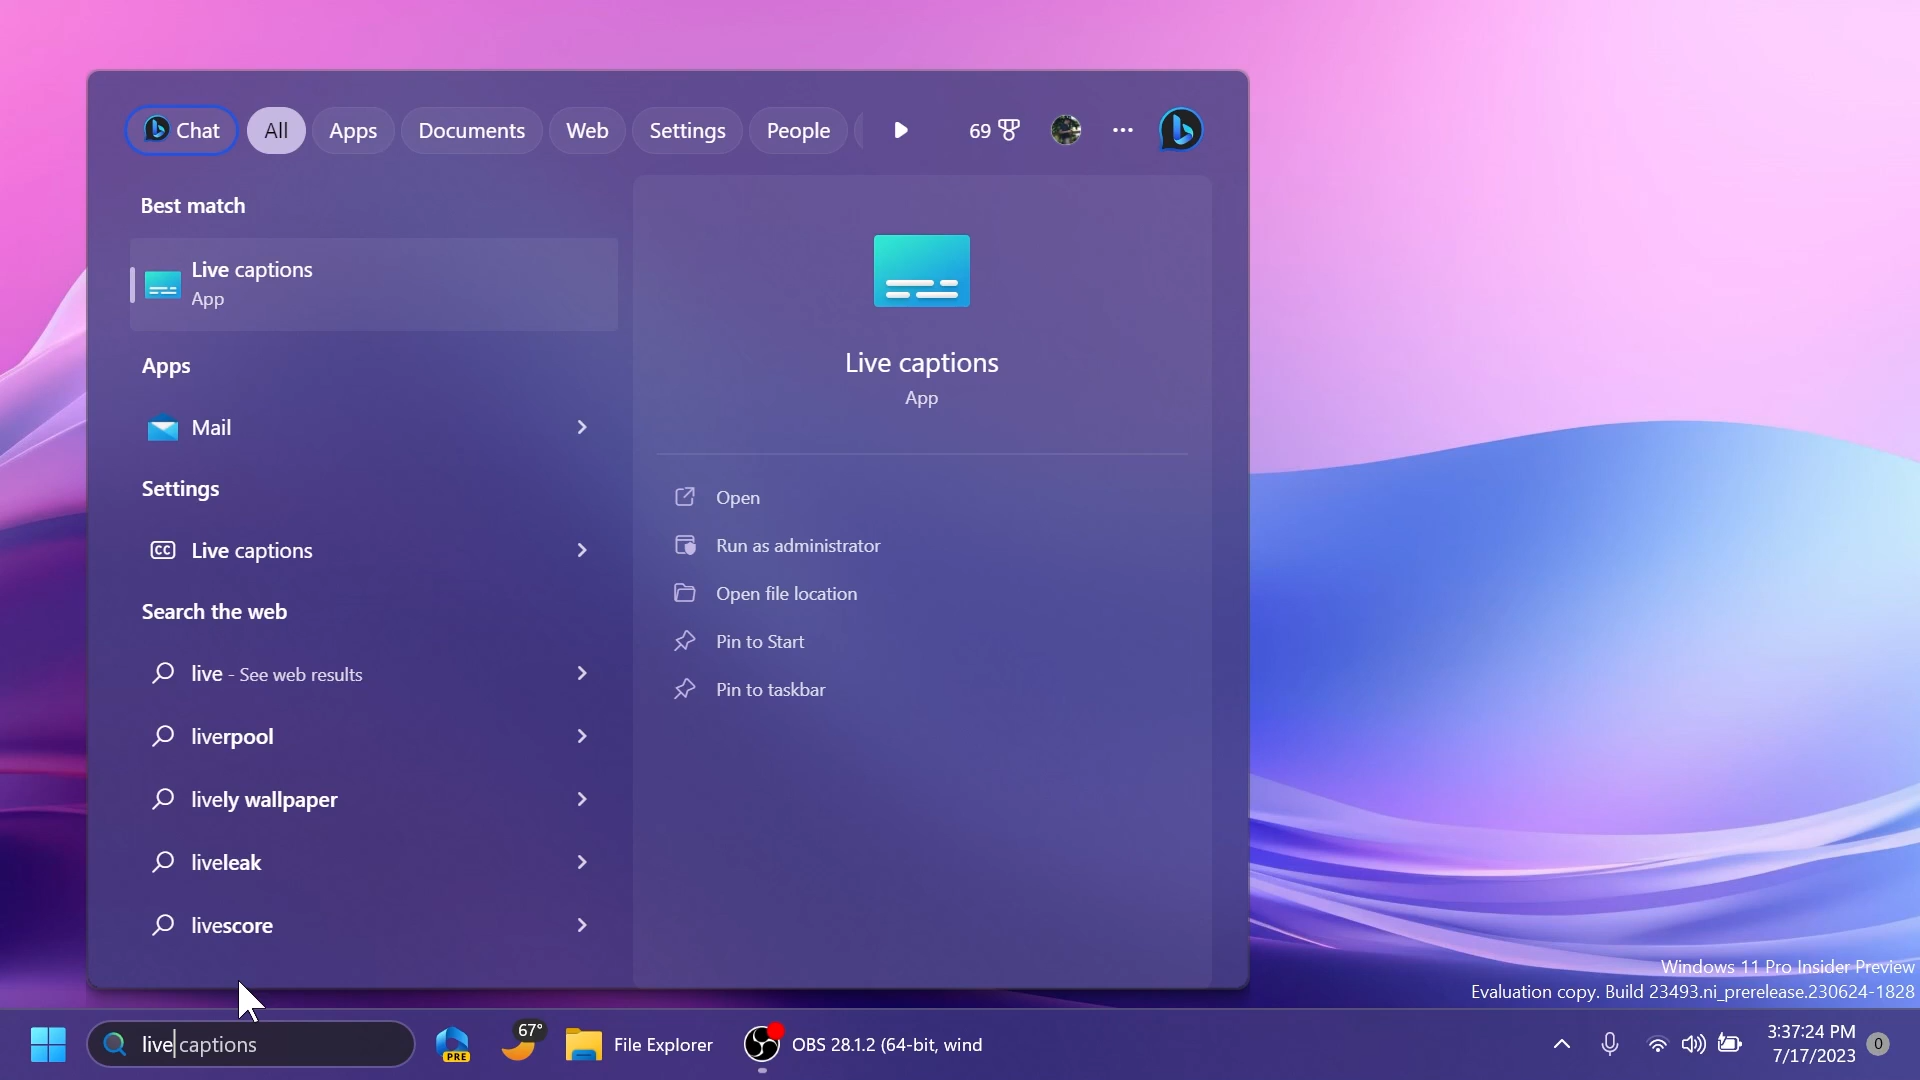 Chat All Apps Documents Web Settings People 69
Best match
Live captions
App
Apps
Mail
Settings
CC Live captions
Search the web
live - See web results
liverpool
lively wallpaper
liveleak
livescore
Live captions
App
Open
Run as administrator
Open file location
Pin to Start
Pin to taskbar
Windows 11 Pro Insider Preview
Evaluation copy. Build 23493.ni_prerelease.230624-1828
live captions
PRE
67°
File Explorer
OBS 28.1.2 (64-bit, wind
3:37:24 PM
7/17/2023
0